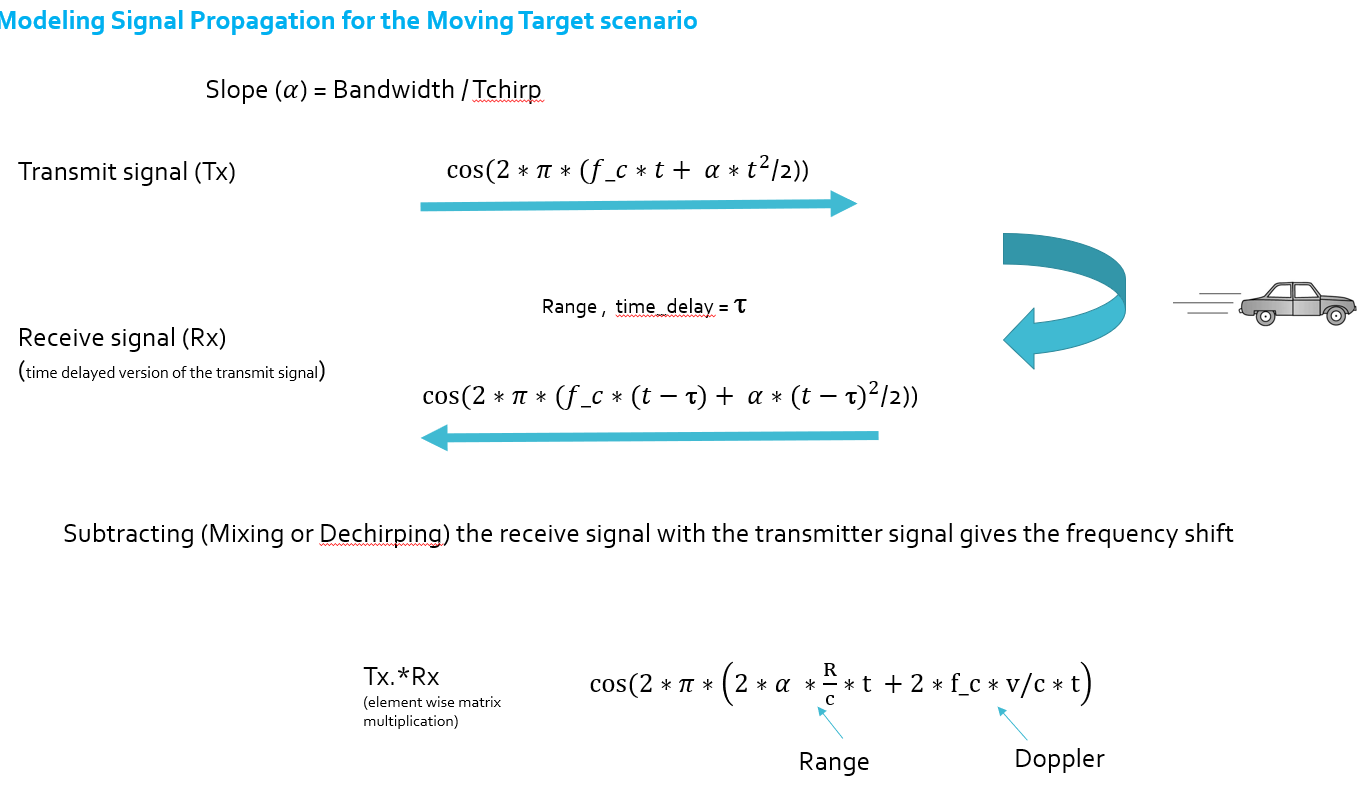 Modeling Signal Propagation for the Moving Target scenario
Slope (α) = Bandwidth / Tchirp
Transmit signal (Tx)
cos(2 ∗ π ∗ (f_c ∗ t + α ∗ t²/2))
Range , time_delay = τ
Receive signal (Rx)
(time delayed version of the transmit signal)
cos(2 ∗ π ∗ (f_c ∗ (t − τ) + α ∗ (t − τ)²/2))
Subtracting (Mixing or Dechirping) the receive signal with the transmitter signal gives the frequency shift
Tx.*Rx
(element wise matrix
multiplication)
cos(2 ∗ π ∗ (2 ∗ α ∗ R/c ∗ t + 2 ∗ f_c ∗ v/c ∗ t)
Range
Doppler